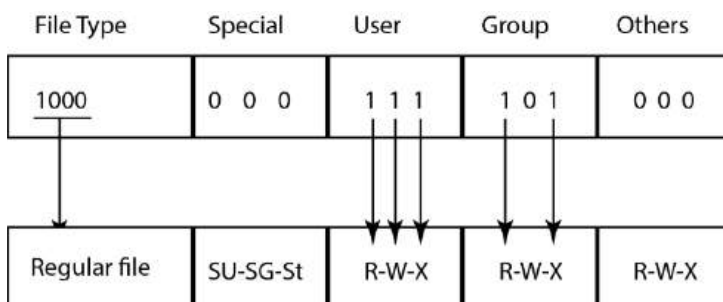 File Type Special User Group Others
1000 0 0 0 1 1 1 1 0 1 0 0 0
Regular file SU-SG-St R-W-X R-W-X R-W-X